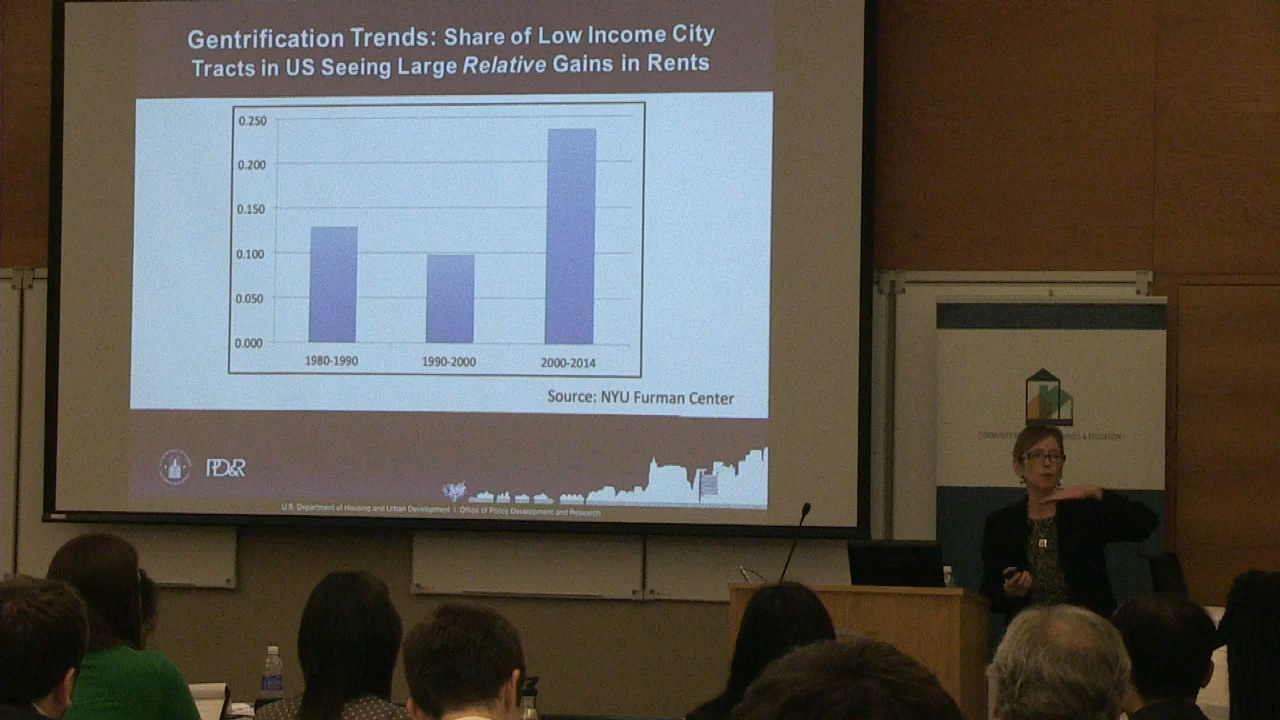 Gentrification Trends: Share of Low Income City
Tracts in US Seeing Large Relative Gains in Rents
0.250
0.200
0.150
0.100
0.050
0.000
1980-1990
1990-2000
2000-2014
Source: NYU Furman Center
PD&R
U.S. Department of Housing and Urban Development | Office of Policy Development and Research
& EDUCATION